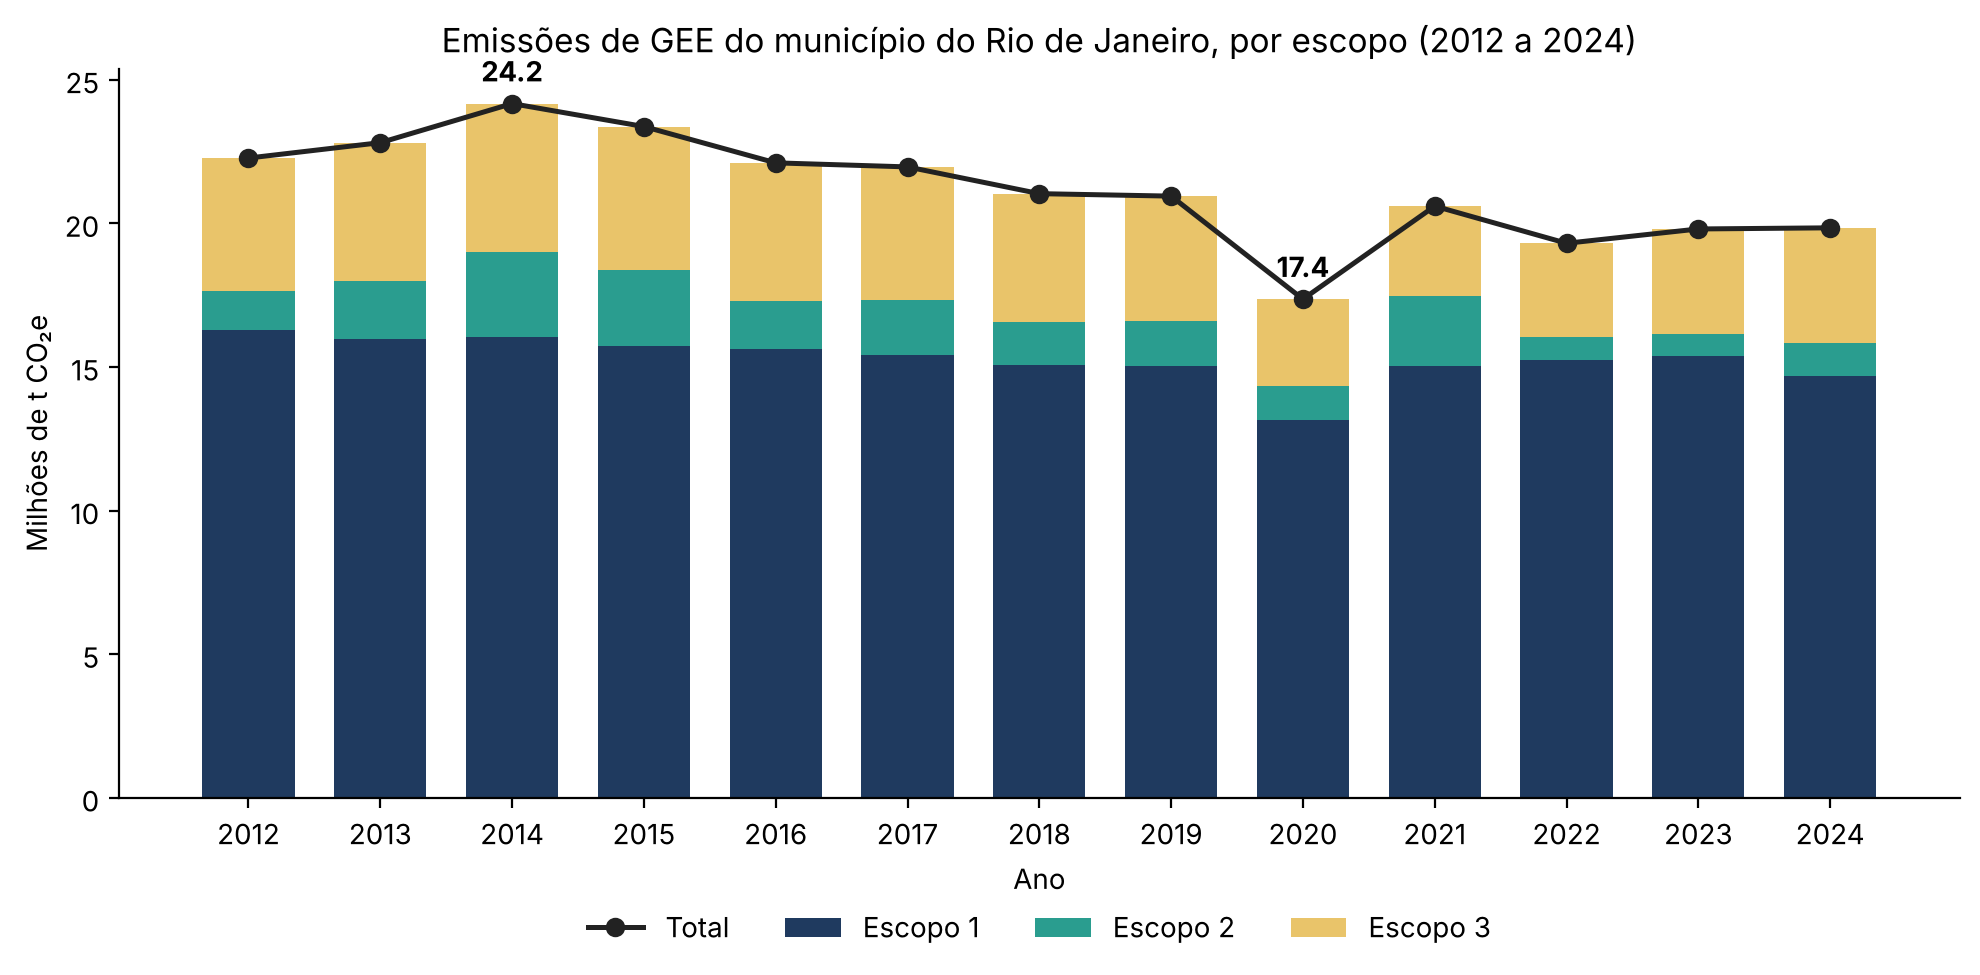 Emissões de GEE do município do Rio de Janeiro, por escopo (2012 a 2024)
Milhões de t CO₂e
25
20
15
10
5
0
24.2
17.4
2012 2013 2014 2015 2016 2017 2018 2019 2020 2021 2022 2023 2024
Ano
Total Escopo 1 Escopo 2 Escopo 3